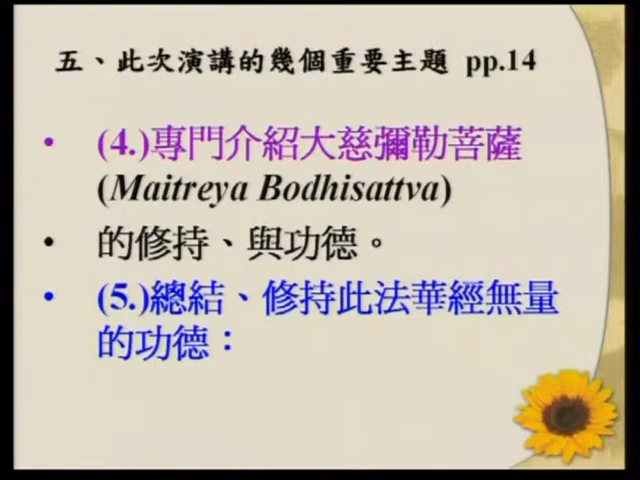 五、此次演講的幾個重要主題 pp.14
• (4.)專門介紹大慈彌勒菩薩
(Maitreya Bodhisattva)
• 的修持、與功德。
• (5.)總結、修持此法華經無量
的功德：